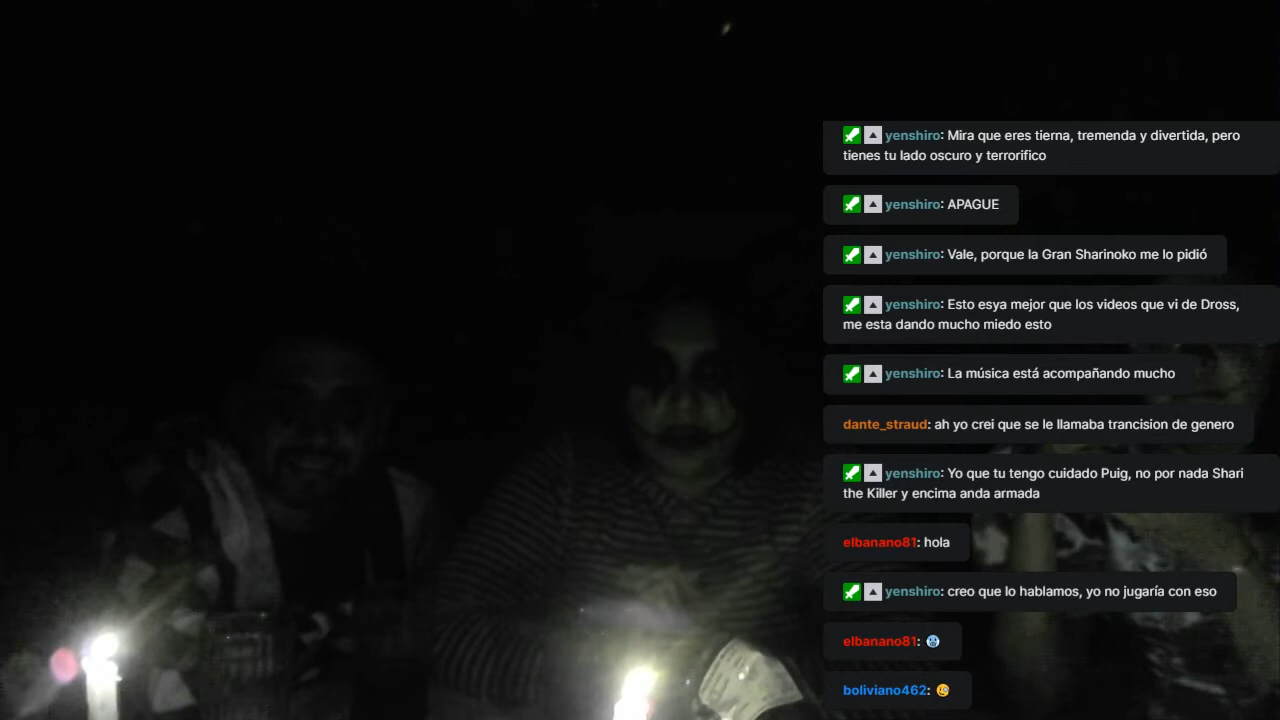 yenshiro: Mira que eres tierna, tremenda y divertida, pero
tienes tu lado oscuro y terrorifico
yenshiro: APAGUE
yenshiro: Vale, porque la Gran Sharinoko me lo pidió
yenshiro: Esto esya mejor que los videos que vi de Dross,
me esta dando mucho miedo esto
yenshiro: La música está acompañando mucho
dante_straud: ah yo crei que se le llamaba trancision de genero
yenshiro: Yo que tu tengo cuidado Puig, no por nada Shari
the Killer y encima anda armada
elbanano81: hola
yenshiro: creo que lo hablamos, yo no jugaría con eso
elbanano81: 🥶
boliviano462: 🧐